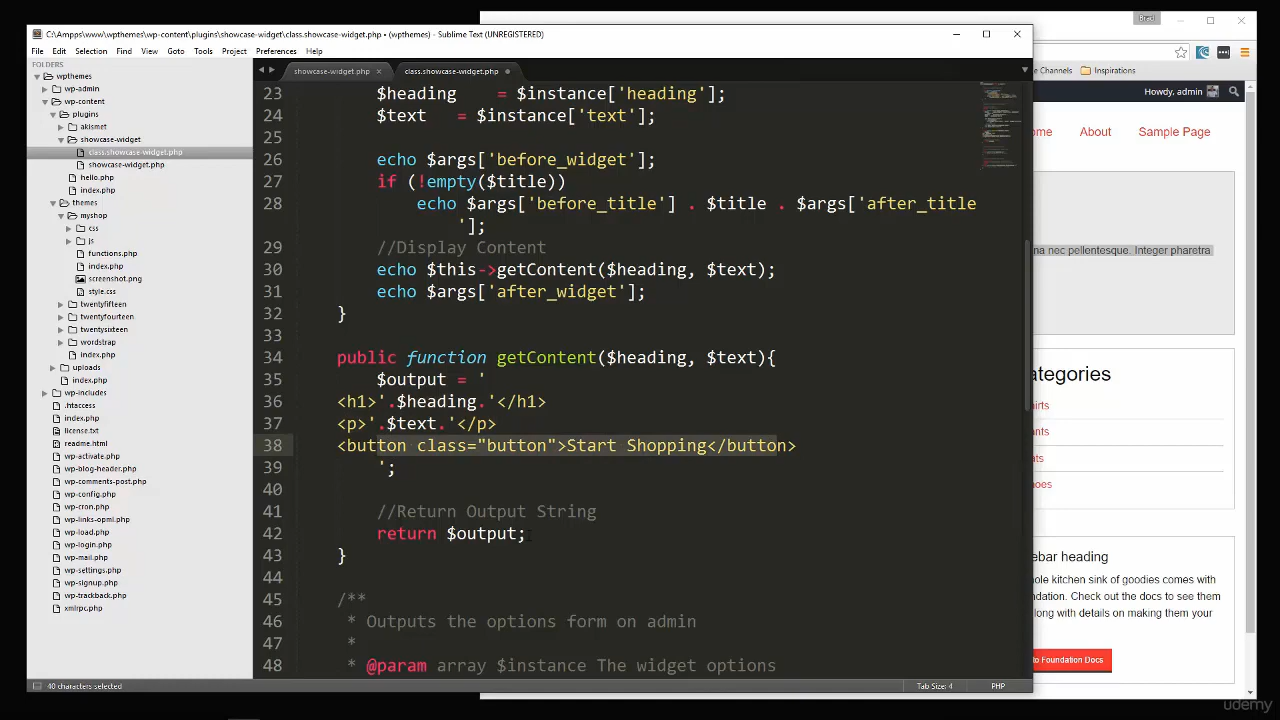 Brad
C:\Ampps\www\wpthemes\wp-content\plugins\showcase-widget\class.showcase-widget.php • (wpthemes) - Sublime Text (UNREGISTERED)
File Edit Selection Find View Goto Tools Project Preferences Help
e Channels Inspirations
FOLDERS
wpthemes
wp-admin
wp-content
plugins
akismet
showcase-widget
class.showcase-widget.php
showcase-widget.php
hello.php
index.php
themes
myshop
css
js
functions.php
index.php
screenshot.png
style.css
twentyfifteen
twentyfourteen
twentysixteen
wordstrap
index.php
uploads
index.php
wp-includes
.htaccess
index.php
license.txt
readme.html
wp-activate.php
wp-blog-header.php
wp-comments-post.php
wp-config.php
wp-cron.php
wp-links-opml.php
wp-load.php
wp-login.php
wp-mail.php
wp-settings.php
wp-signup.php
wp-trackback.php
xmlrpc.php
showcase-widget.php × class.showcase-widget.php •
23 $heading = $instance['heading'];
24 $text = $instance['text'];
25
26 echo $args['before_widget'];
27 if (!empty($title))
28 echo $args['before_title'] . $title . $args['after_title
'];
29 //Display Content
30 echo $this->getContent($heading, $text);
31 echo $args['after_widget'];
32 }
33
34 public function getContent($heading, $text){
35 $output = '
36 <h1>'.$heading.'</h1>
37 <p>'.$text.'</p>
38 <button class="button">Start Shopping</button>
39 ';
40
41 //Return Output String
42 return $output;
43 }
44
45 /**
46 * Outputs the options form on admin
47 *
48 * @param array $instance The widget options
40 characters selected
Tab Size: 4 PHP
Howdy, admin
ome About Sample Page
na nec pellentesque. Integer pharetra
ategories
irts
ants
ats
oes
ebar heading
ole kitchen sink of goodies comes with
ndation. Check out the docs to see them
long with details on making them your
to Foundation Docs
udemy